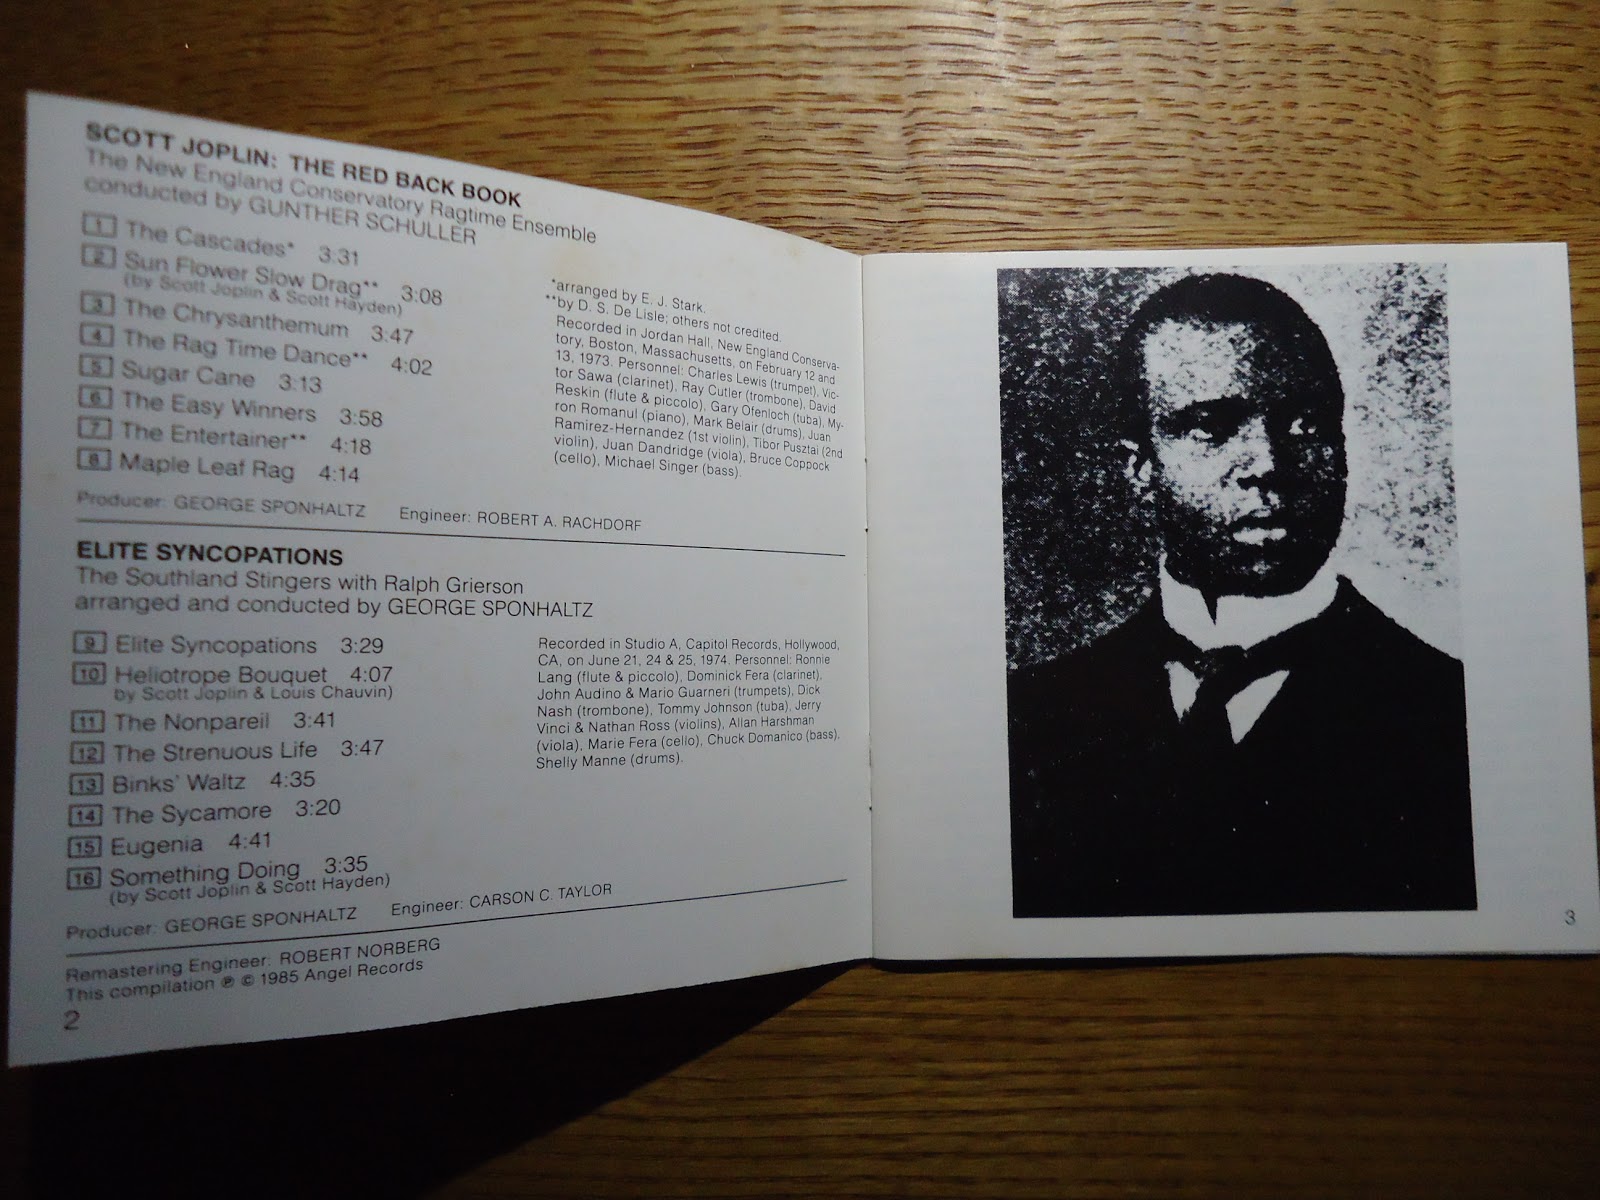 SCOTT JOPLIN: THE RED BACK BOOK
The New England Conservatory Ragtime Ensemble
conducted by GUNTHER SCHULLER
1 The Cascades* 3:31
2 Sun Flower Slow Drag** 3:08
(by Scott Joplin & Scott Hayden)
3 The Chrysanthemum 3:47
4 The Rag Time Dance** 4:02
5 Sugar Cane 3:13
6 The Easy Winners 3:58
7 The Entertainer** 4:18
8 Maple Leaf Rag 4:14
*arranged by E. J. Stark.
**by D. S. De Lisle; others not credited.
Recorded in Jordan Hall, New England Conserva-
tory, Boston, Massachusetts, on February 12 and
13, 1973. Personnel: Charles Lewis (trumpet), Vic-
tor Sawa (clarinet), Ray Cutler (trombone), David
Reskin (flute & piccolo), Gary Ofenloch (tuba), My-
ron Romanul (piano), Mark Belair (drums), Juan
Ramirez-Hernandez (1st violin), Tibor Pusztai (2nd
violin), Juan Dandridge (viola), Bruce Coppock
(cello), Michael Singer (bass).
Producer: GEORGE SPONHALTZ Engineer: ROBERT A. RACHDORF
ELITE SYNCOPATIONS
The Southland Stingers with Ralph Grierson
arranged and conducted by GEORGE SPONHALTZ
9 Elite Syncopations 3:29
10 Heliotrope Bouquet 4:07
by Scott Joplin & Louis Chauvin)
11 The Nonpareil 3:41
12 The Strenuous Life 3:47
13 Binks' Waltz 4:35
14 The Sycamore 3:20
15 Eugenia 4:41
16 Something Doing 3:35
(by Scott Joplin & Scott Hayden)
Recorded in Studio A, Capitol Records, Hollywood,
CA, on June 21, 24 & 25, 1974. Personnel: Ronnie
Lang (flute & piccolo), Dominick Fera (clarinet),
John Audino & Mario Guarneri (trumpets), Dick
Nash (trombone), Tommy Johnson (tuba), Jerry
Vinci & Nathan Ross (violins), Allan Harshman
(viola), Marie Fera (cello), Chuck Domanico (bass).
Shelly Manne (drums).
Producer: GEORGE SPONHALTZ Engineer: CARSON C. TAYLOR
Remastering Engineer: ROBERT NORBERG
This compilation ℗ © 1985 Angel Records
2
3